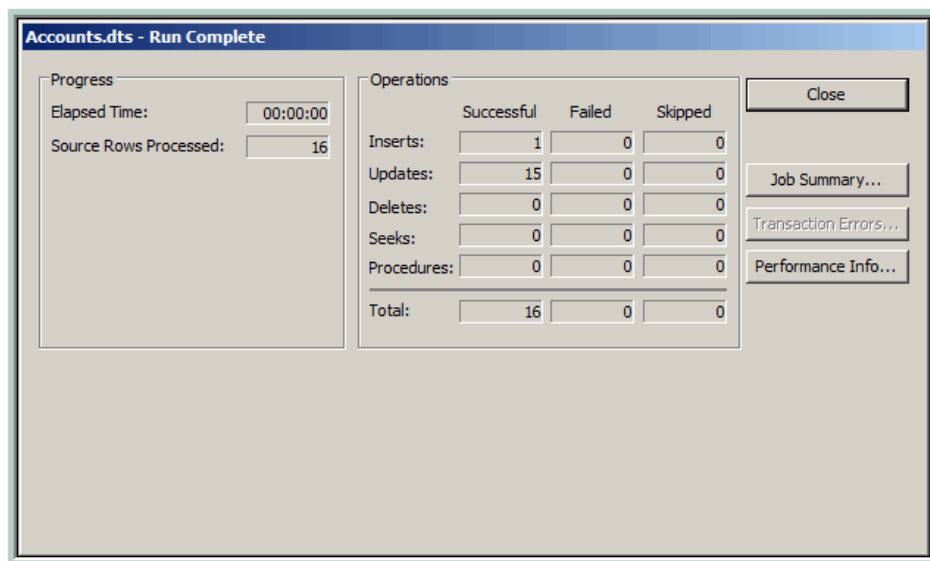 Accounts.dts - Run Complete
Progress
Elapsed Time: 00:00:00
Source Rows Processed: 16
Operations
Successful Failed Skipped
Inserts: 1 0 0
Updates: 15 0 0
Deletes: 0 0 0
Seeks: 0 0 0
Procedures: 0 0 0
Total: 16 0 0
Close
Job Summary...
Transaction Errors...
Performance Info...